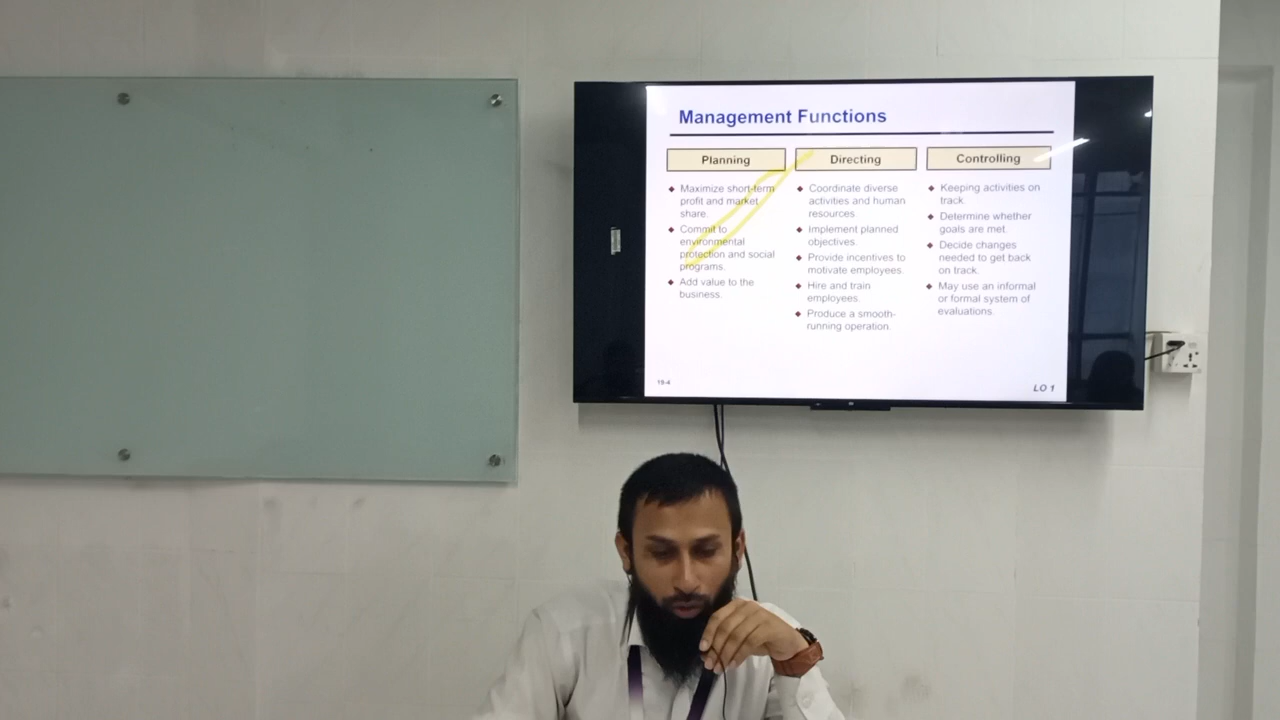 Management Functions
Planning
Maximize short-term
profit and market
share.
Commit to
environmental
protection and social
programs.
Add value to the
business.
Directing
Coordinate diverse
activities and human
resources.
Implement planned
objectives.
Provide incentives to
motivate employees.
Hire and train
employees.
Produce a smooth-
running operation.
Controlling
Keeping activities on
track.
Determine whether
goals are met.
Decide changes
needed to get back
on track.
May use an informal
or formal system of
evaluations.
LO 1